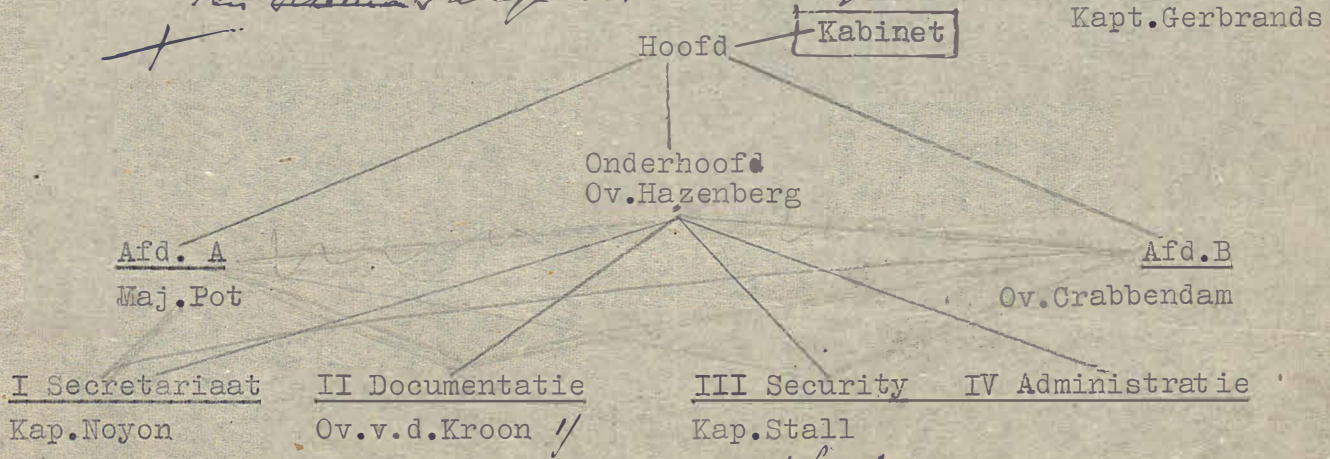 Kapt.Gerbrands
Kabinet
Hoofd
Onderhoofd
Ov.Hazenberg
Afd. A
Maj.Pot
Afd.B
Ov.Crabbendam
I Secretariaat
Kap.Noyon
II Documentatie
Ov.v.d.Kroon
III Security
Kap.Stall
IV Administratie